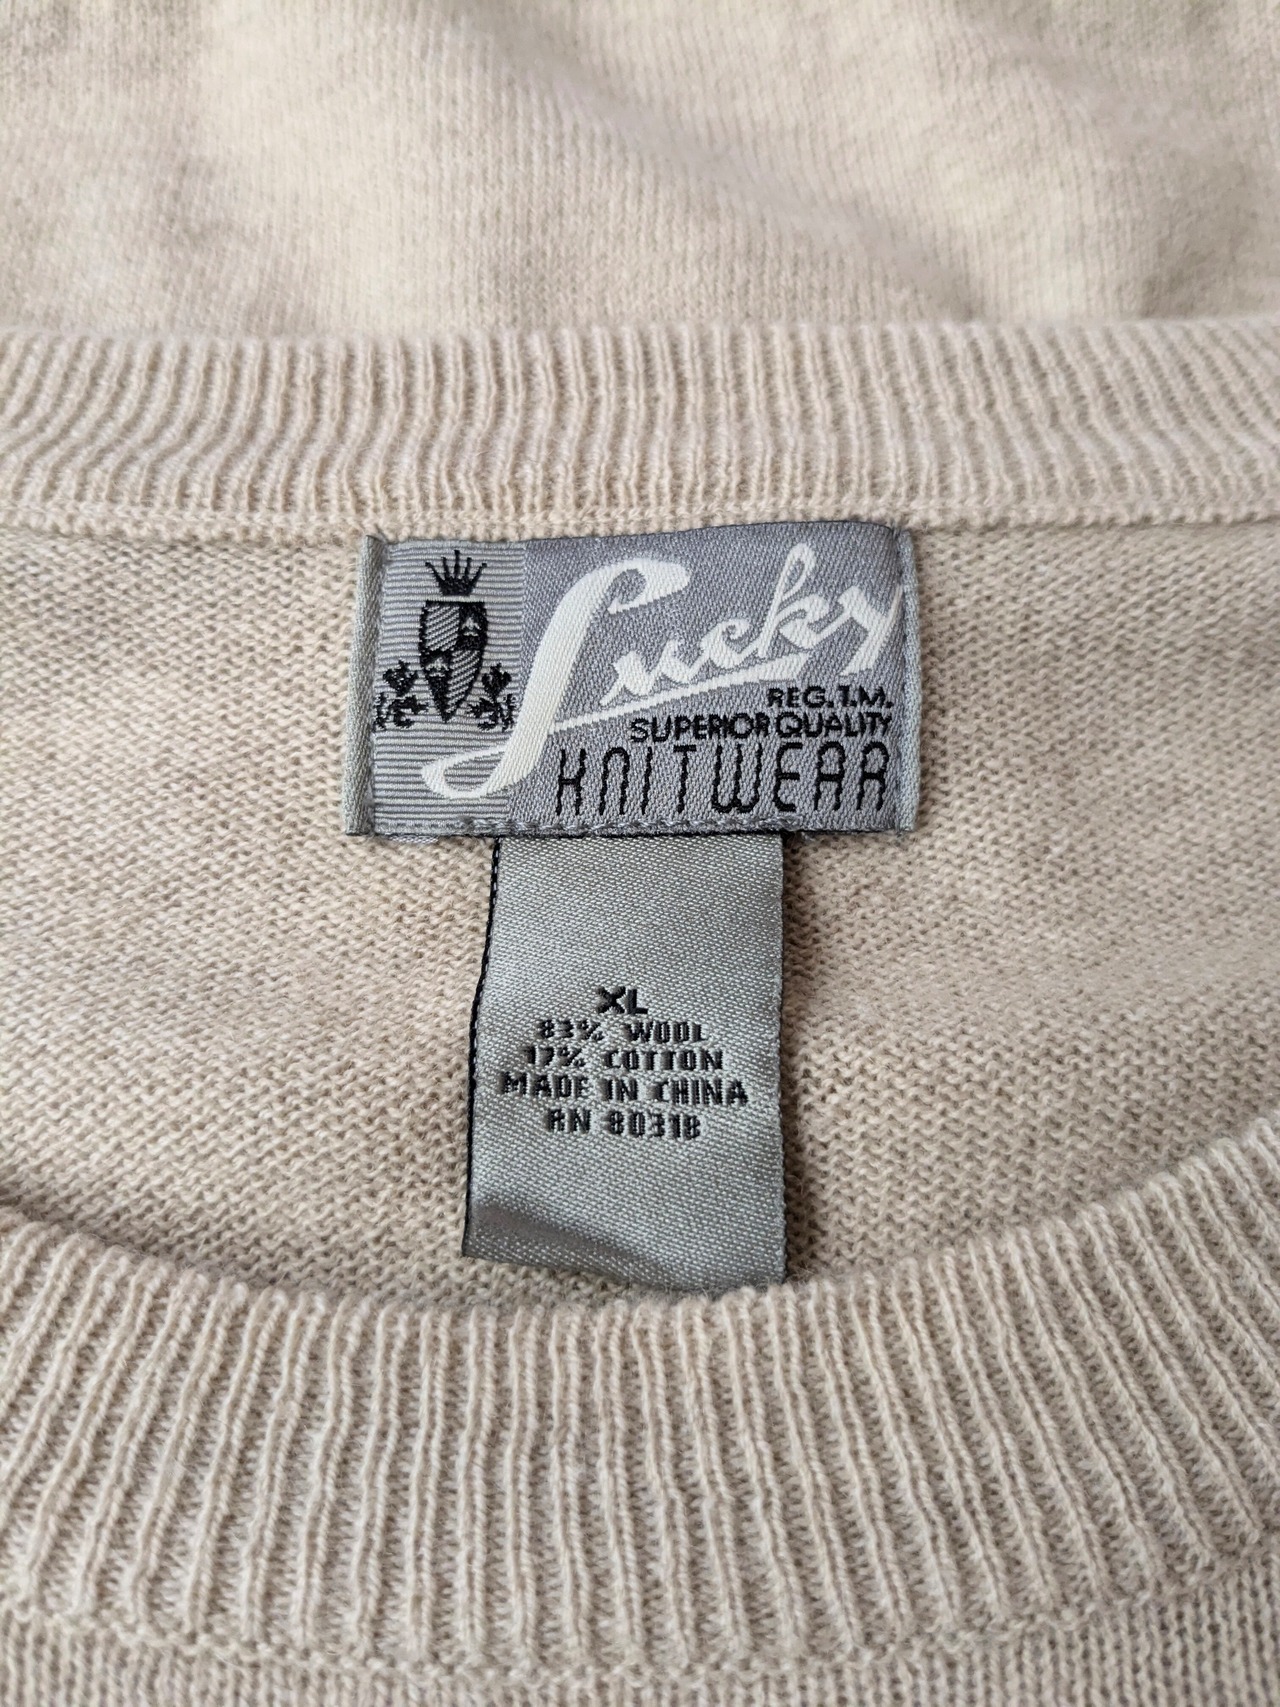 Lucky
REG. T.M.
SUPERIOR QUALITY
KNITWEAR
XL
83% WOOL
17% COTTON
MADE IN CHINA
RN 80318